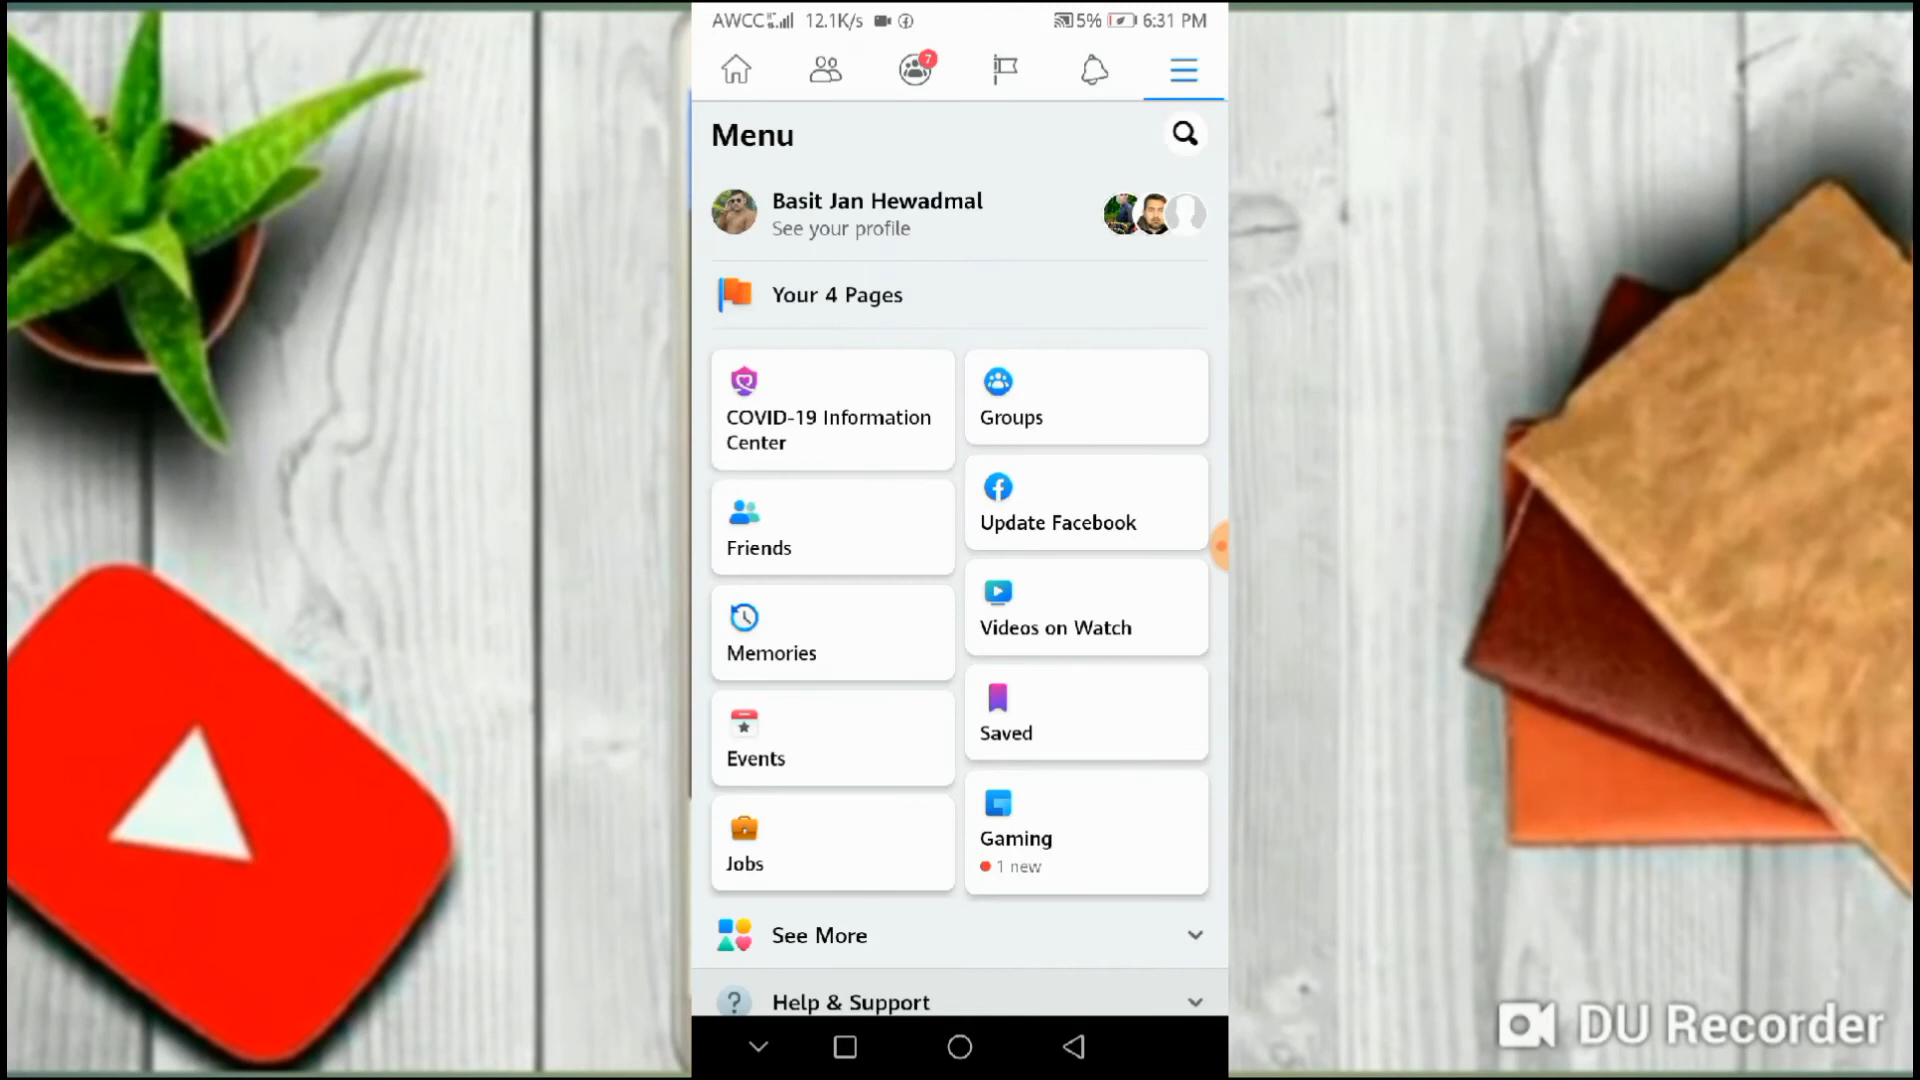 AWCC 12.1K/s 5% 6:31 PM
7
Menu
Basit Jan Hewadmal
See your profile
Your 4 Pages
COVID-19 Information
Center
Groups
Friends
Update Facebook
Memories
Videos on Watch
Events
Saved
Jobs
Gaming
1 new
See More
? Help & Support
DU Recorder